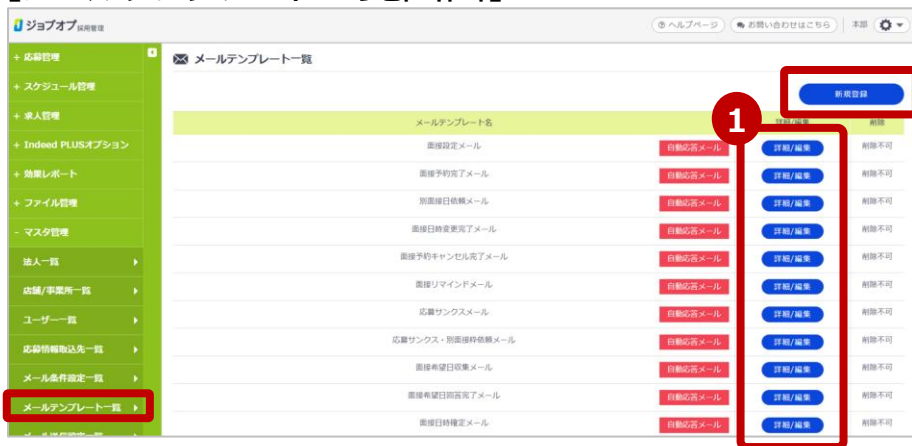 ジョブオプ 採用管理
ヘルプページ
お問い合わせはこちら
本部
+ 応募管理
+ スケジュール管理
+ 求人管理
+ Indeed PLUSオプション
+ 効果レポート
+ ファイル管理
- マスタ管理
法人一覧
店舗/事業所一覧
ユーザー一覧
応募情報取込先一覧
メール条件設定一覧
メールテンプレート一覧
メールテンプレート一覧
新規登録
1
メールテンプレート名 詳細/編集 削除
面接設定メール 自動応答メール 詳細/編集 削除不可
面接予約完了メール 自動応答メール 詳細/編集 削除不可
別面接日依頼メール 自動応答メール 詳細/編集 削除不可
面接日時変更完了メール 自動応答メール 詳細/編集 削除不可
面接予約キャンセル完了メール 自動応答メール 詳細/編集 削除不可
面接リマインドメール 自動応答メール 詳細/編集 削除不可
応募サンクスメール 自動応答メール 詳細/編集 削除不可
応募サンクス・別面接枠依頼メール 自動応答メール 詳細/編集 削除不可
面接希望日収集メール 自動応答メール 詳細/編集 削除不可
面接希望日回答完了メール 自動応答メール 詳細/編集 削除不可
面接日時確定メール 自動応答メール 詳細/編集 削除不可